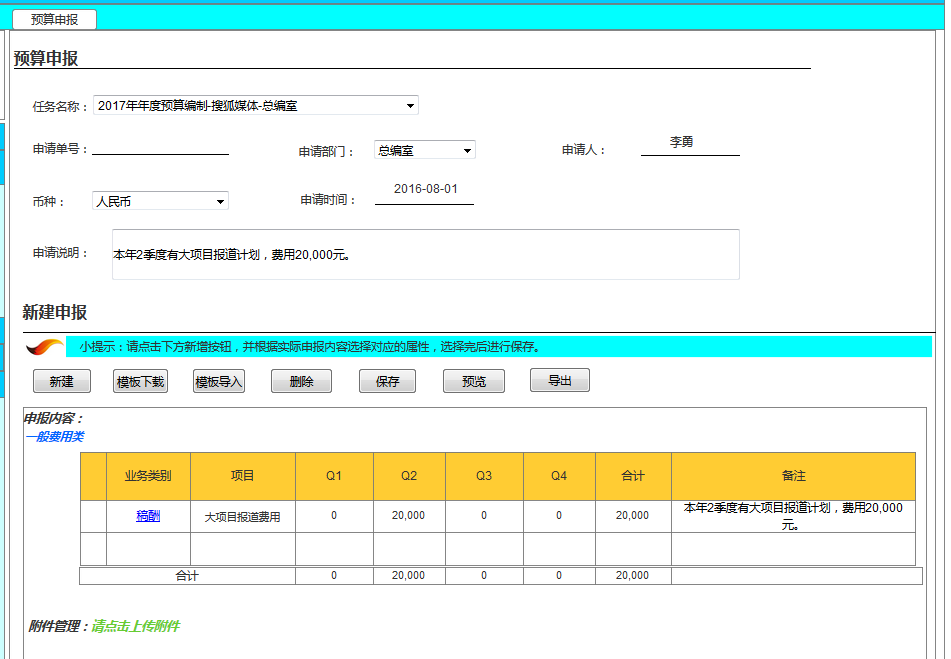 预算申报
预算申报
任务名称： 2017年年度预算编制-搜狐媒体-总编室
申请单号： 申请部门： 总编室 申请人： 李勇
币种： 人民币 申请时间： 2016-08-01
申请说明： 本年2季度有大项目报道计划，费用20,000元。
新建申报
小提示：请点击下方新增按钮，并根据实际申报内容选择对应的属性，选择完后进行保存。
新建 模板下载 模板导入 删除 保存 预览 导出
申报内容：
一般费用类
业务类别 项目 Q1 Q2 Q3 Q4 合计 备注
稿酬 大项目报道费用 0 20,000 0 0 20,000 本年2季度有大项目报道计划，费用20,000
元。
合计 0 20,000 0 0 20,000
附件管理：请点击上传附件